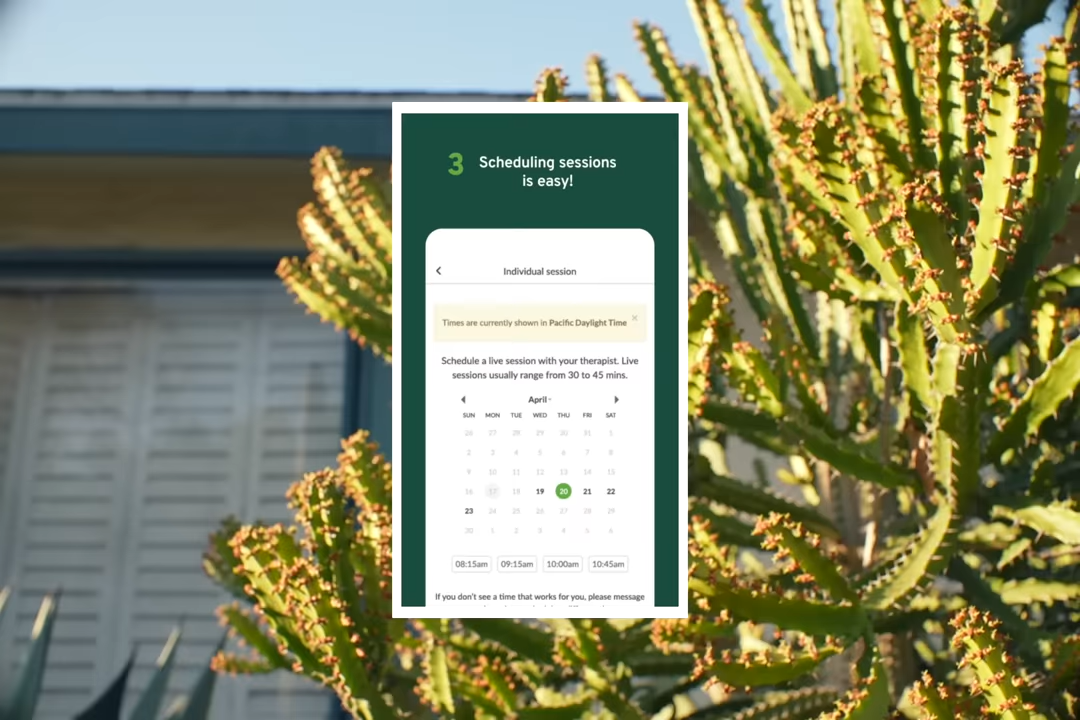 3 Scheduling sessions
is easy!
Individual session
Times are currently shown in Pacific Daylight Time
Schedule a live session with your therapist. Live
sessions usually range from 30 to 45 mins.
April
SUN MON TUE WED THU FRI SAT
26 27 28 29 30 31 1
2 3 4 5 6 7 8
9 10 11 12 13 14 15
16 17 18 19 20 21 22
23 24 25 26 27 28 29
30 1 2 3 4 5 6
08:15am 09:15am 10:00am 10:45am
If you don't see a time that works for you, please message